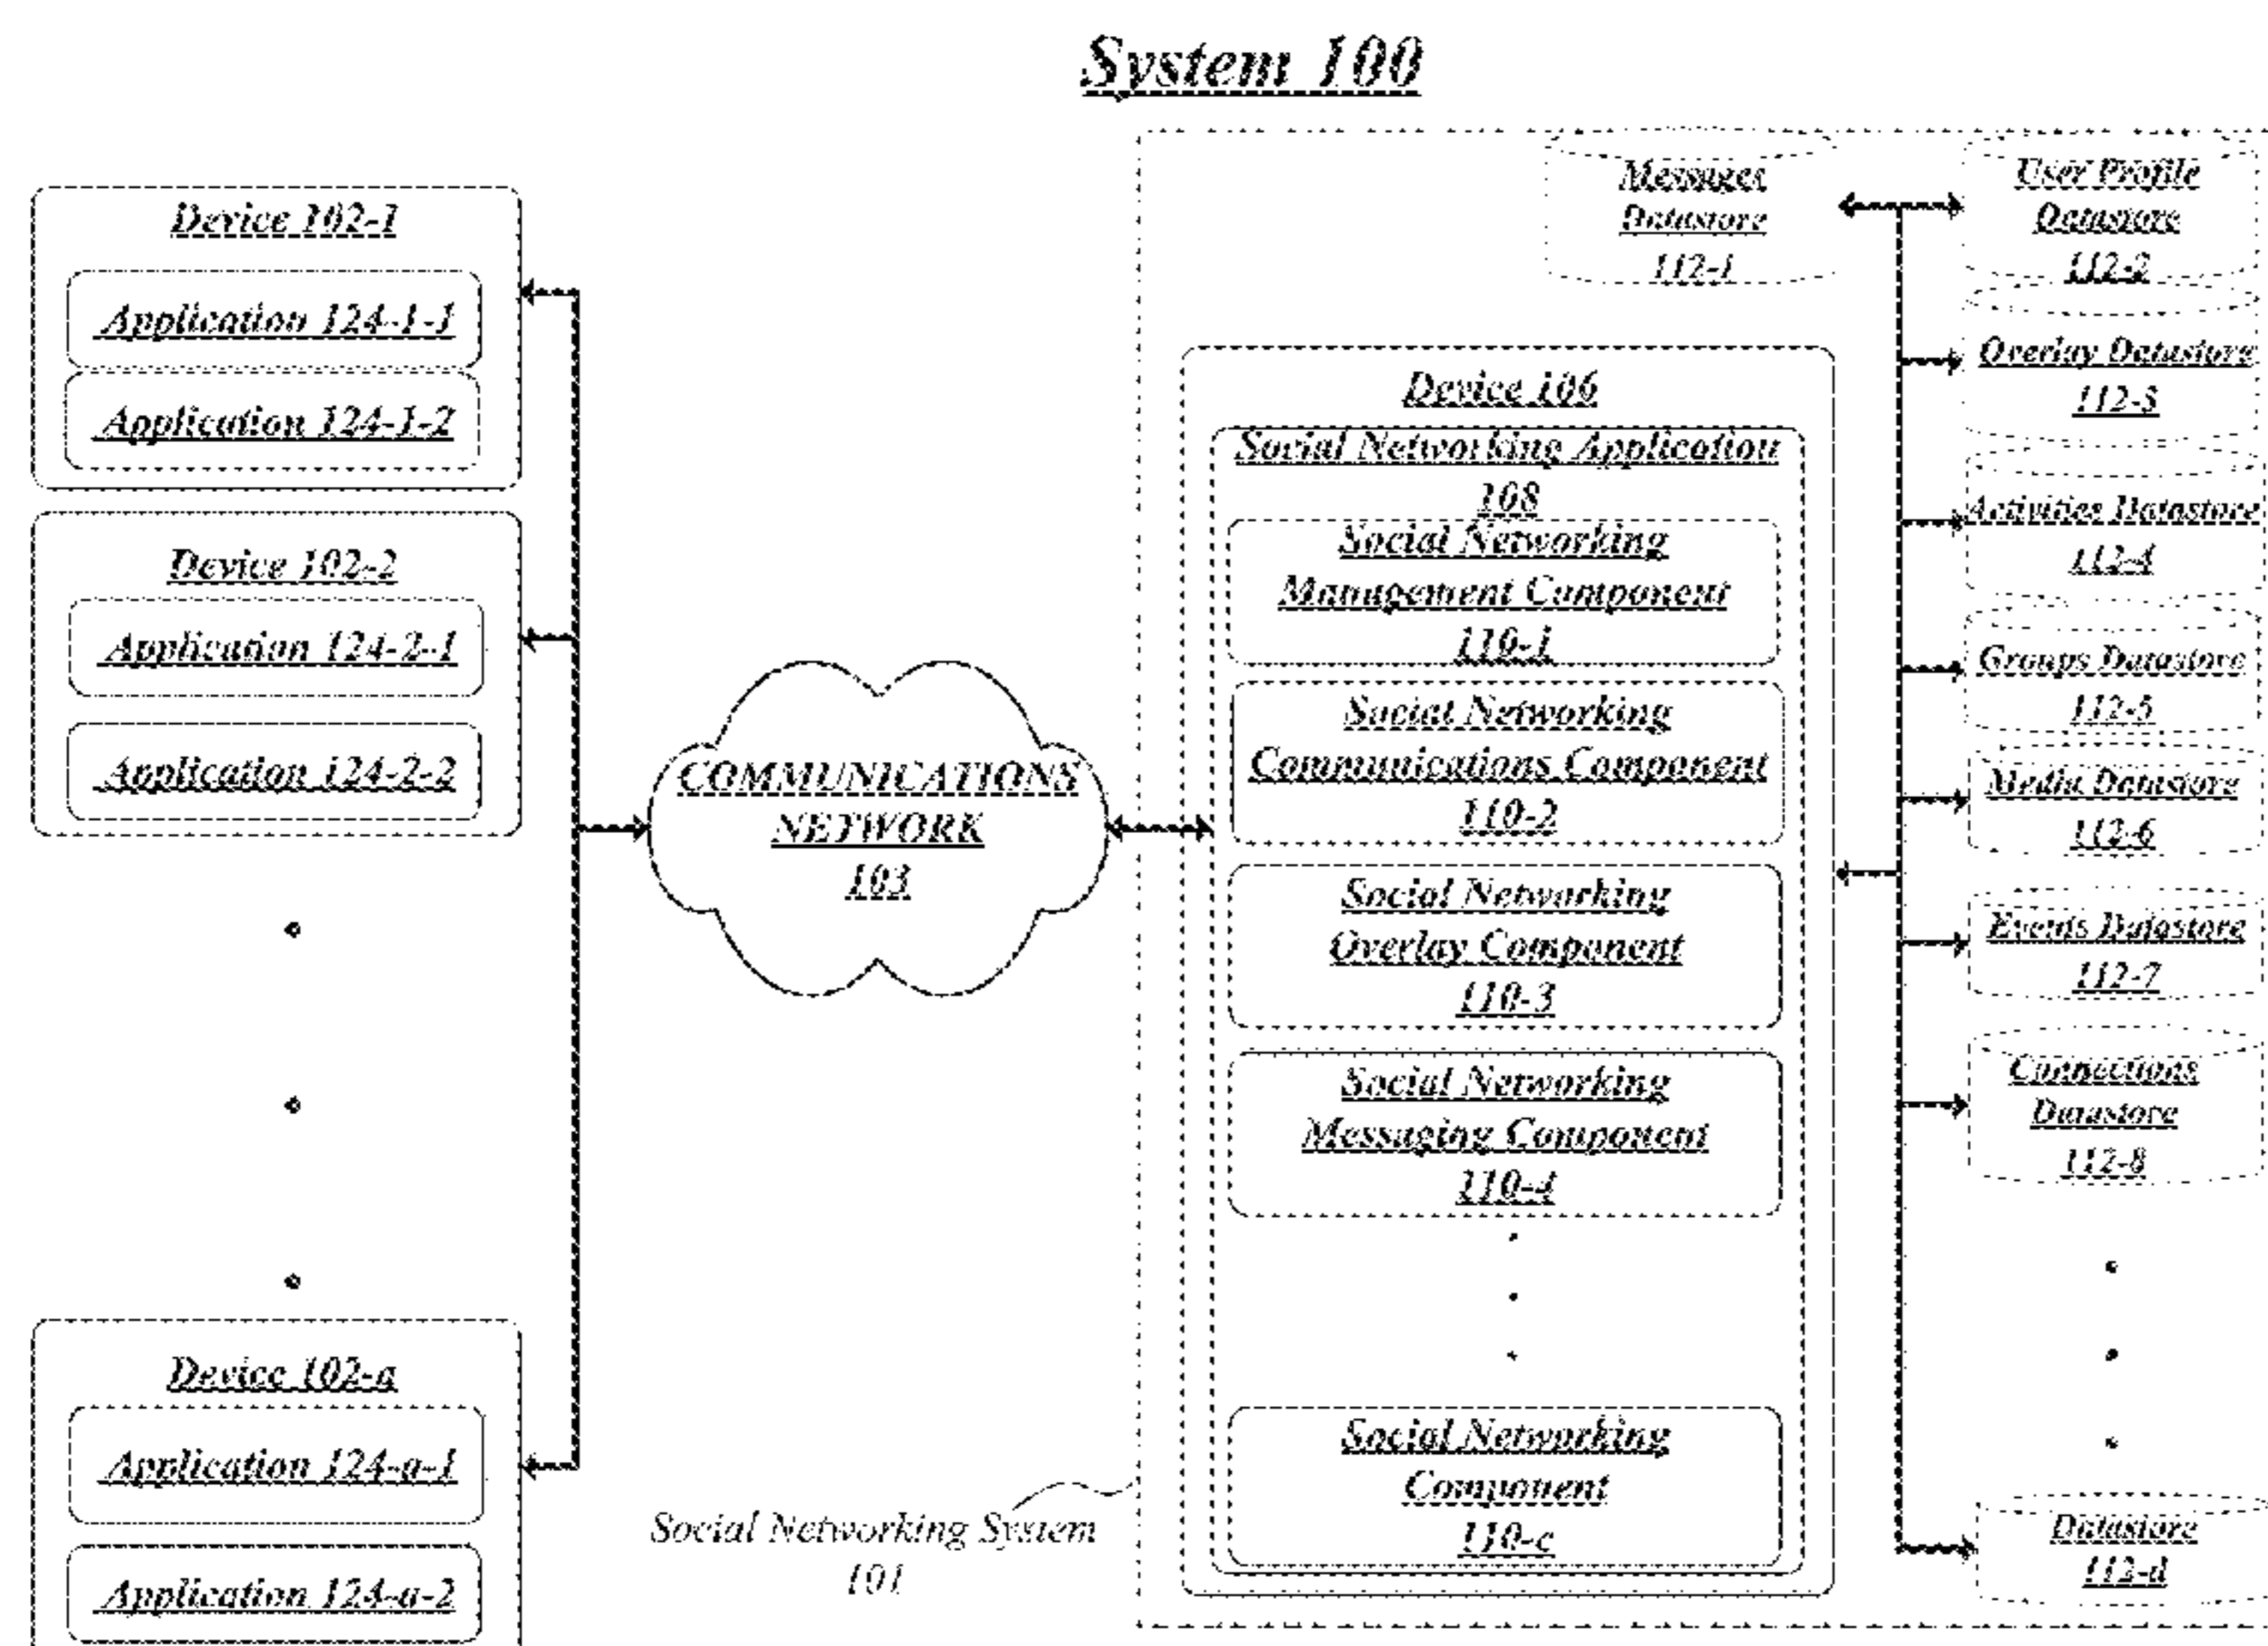 System 100
Device 102-1
Application 124-1-1
Application 124-1-2
Device 102-2
Application 124-2-1
Application 124-2-2
Device 102-a
Application 124-a-1
Application 124-a-2
COMMUNICATIONS
NETWORK
103
Social Networking System
101
Device 106
Social Networking Application
108
Social Networking
Management Component
110-1
Social Networking
Communications Component
110-2
Social Networking
Overlay Component
110-3
Social Networking
Messaging Component
110-4
Social Networking
Component
110-c
Messages
Datastore
112-1
User Profile
Datastore
112-2
Overlay Datastore
112-3
Activities Datastore
112-4
Groups Datastore
112-5
Media Datastore
112-6
Events Datastore
112-7
Connections
Datastore
112-8
Datastore
112-d